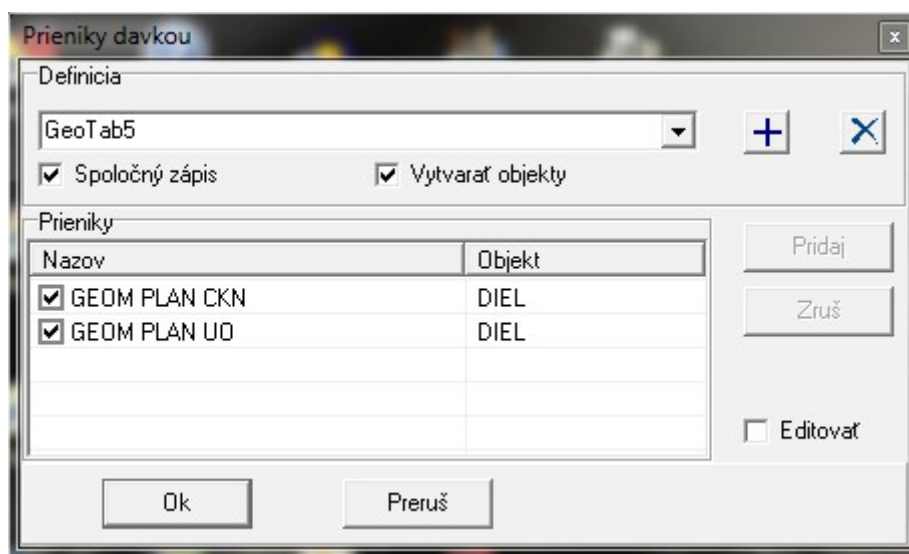 Prieniky davkou
Definicia
GeoTab5
Spoločný zápis
Vytvarať objekty
Prieniky
Nazov Objekt
GEOM PLAN CKN DIEL
GEOM PLAN UO DIEL
Pridaj
Zruš
Editovať
Ok
Preruš